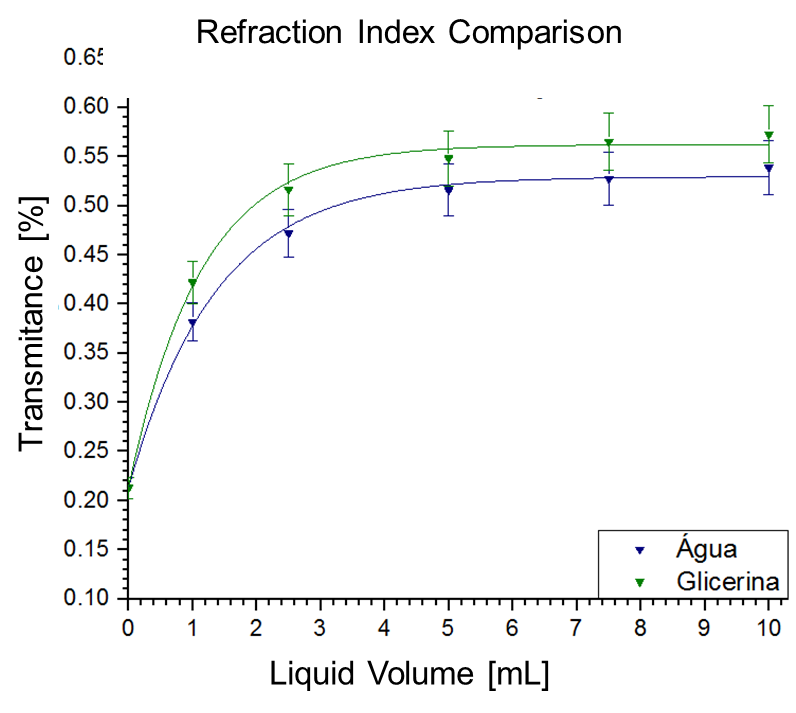 Refraction Index Comparison
0.65
0.60
0.55
0.50
0.45
0.40
0.35
0.30
0.25
0.20
0.15
0.10
Transmitance [%]
0 1 2 3 4 5 6 7 8 9 10
Liquid Volume [mL]
Água
Glicerina